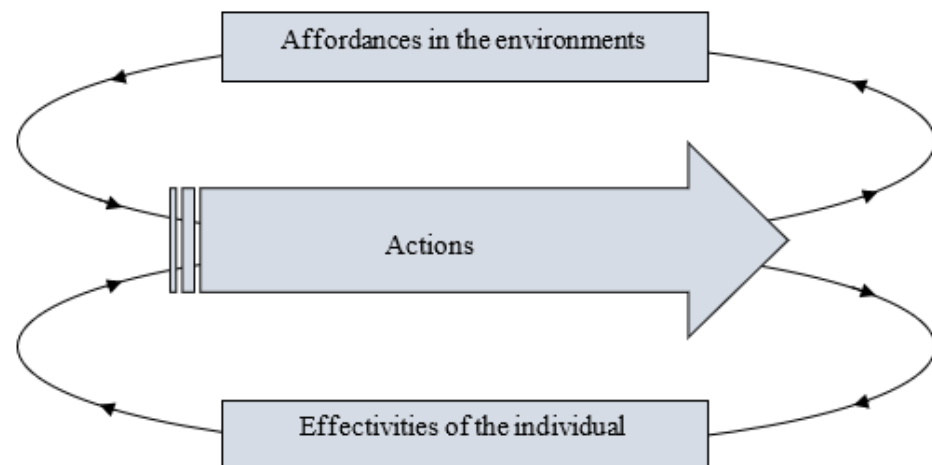 Affordances in the environments
Actions
Effectivities of the individual